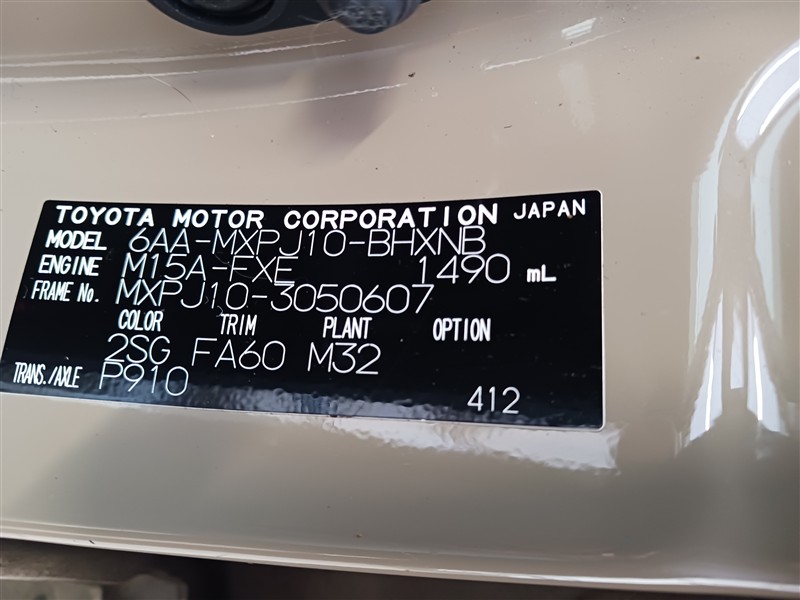 TOYOTA MOTOR CORPORATION JAPAN
MODEL 6AA-MXPJ10-BHXNB
ENGINE M15A-FXE 1490 mL
FRAME No. MXPJ10-3050607
COLOR TRIM PLANT OPTION
2SG FA60 M32
TRANS./AXLE P910
412